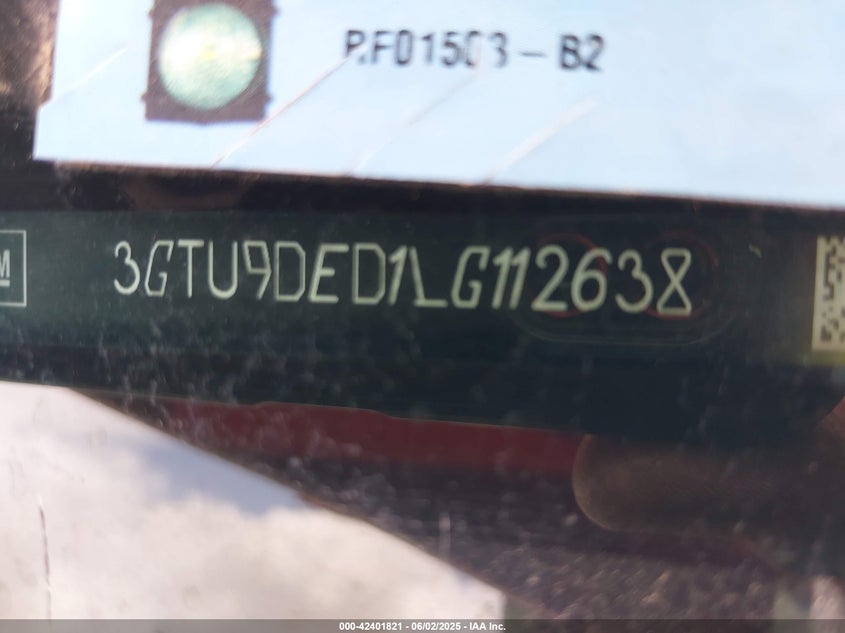 RF01503-B2
M
3GTU9DED1LG112638
000-42401821 - 06/02/2025 - IAA Inc.